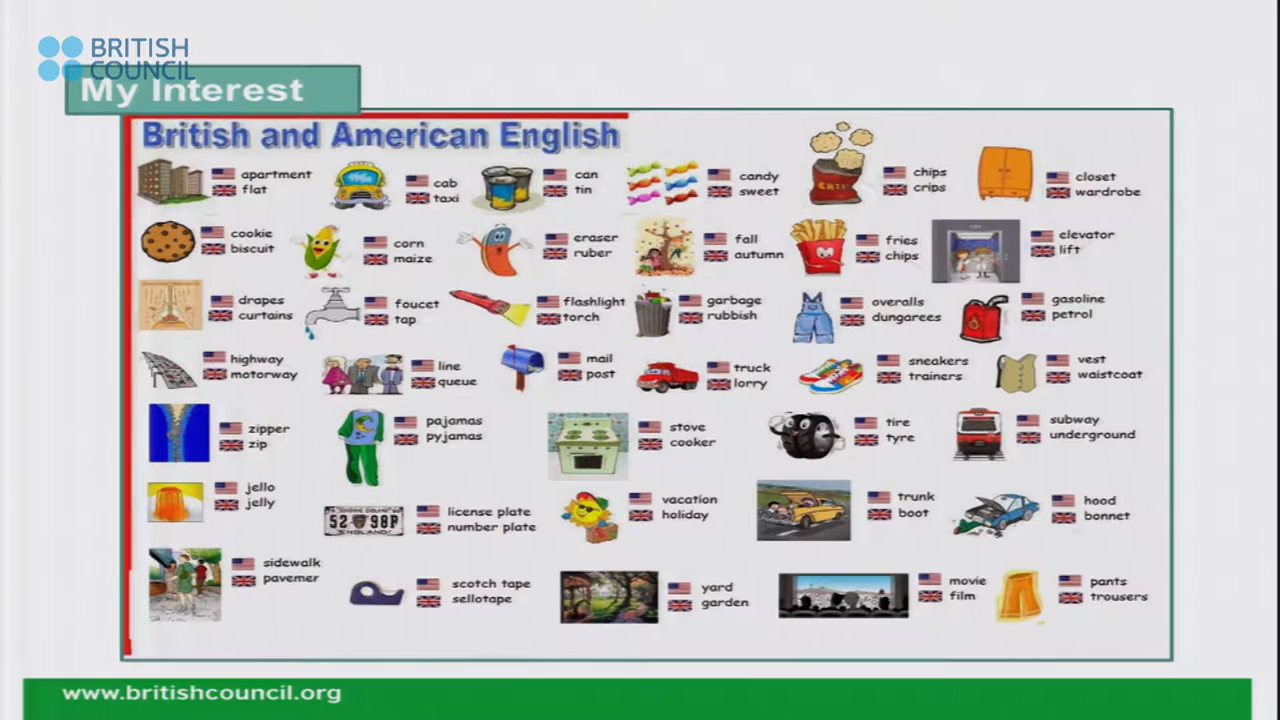 BRITISH
COUNCIL
My Interest
British and American English
apartment
flat
cab
taxi
can
tin
candy
sweet
chips
crips
closet
wardrobe
cookie
biscuit
corn
maize
eraser
ruber
fall
autumn
fries
chips
elevator
lift
drapes
curtains
foucet
tap
flashlight
torch
garbage
rubbish
overalls
dungarees
gasoline
petrol
highway
motorway
line
queue
mail
post
truck
lorry
sneakers
trainers
vest
waistcoat
zipper
zip
pajamas
pyjamas
stove
cooker
tire
tyre
subway
underground
jello
jelly
52 98P
license plate
number plate
vacation
holiday
trunk
boot
hood
bonnet
sidewalk
pavemer
scotch tape
sellotape
yard
garden
movie
film
pants
trousers
www.britishcouncil.org